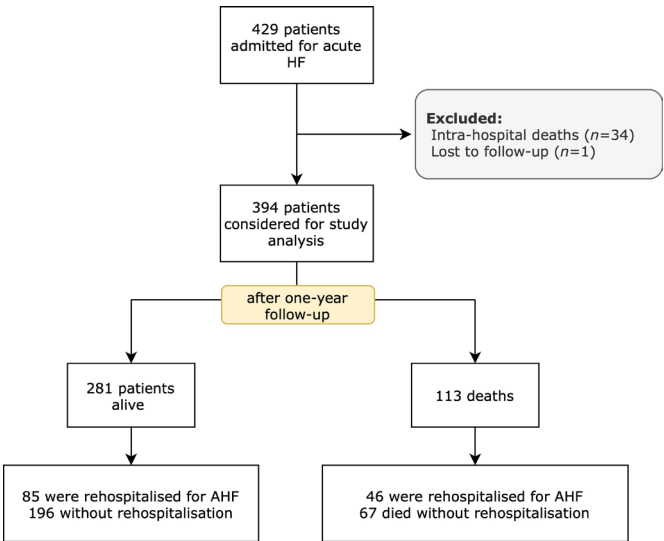 429 patients
admitted for acute
HF
Excluded:
Intra-hospital deaths (n=34)
Lost to follow-up (n=1)
394 patients
considered for study
analysis
after one-year
follow-up
281 patients
alive
113 deaths
85 were rehospitalised for AHF
196 without rehospitalisation
46 were rehospitalised for AHF
67 died without rehospitalisation